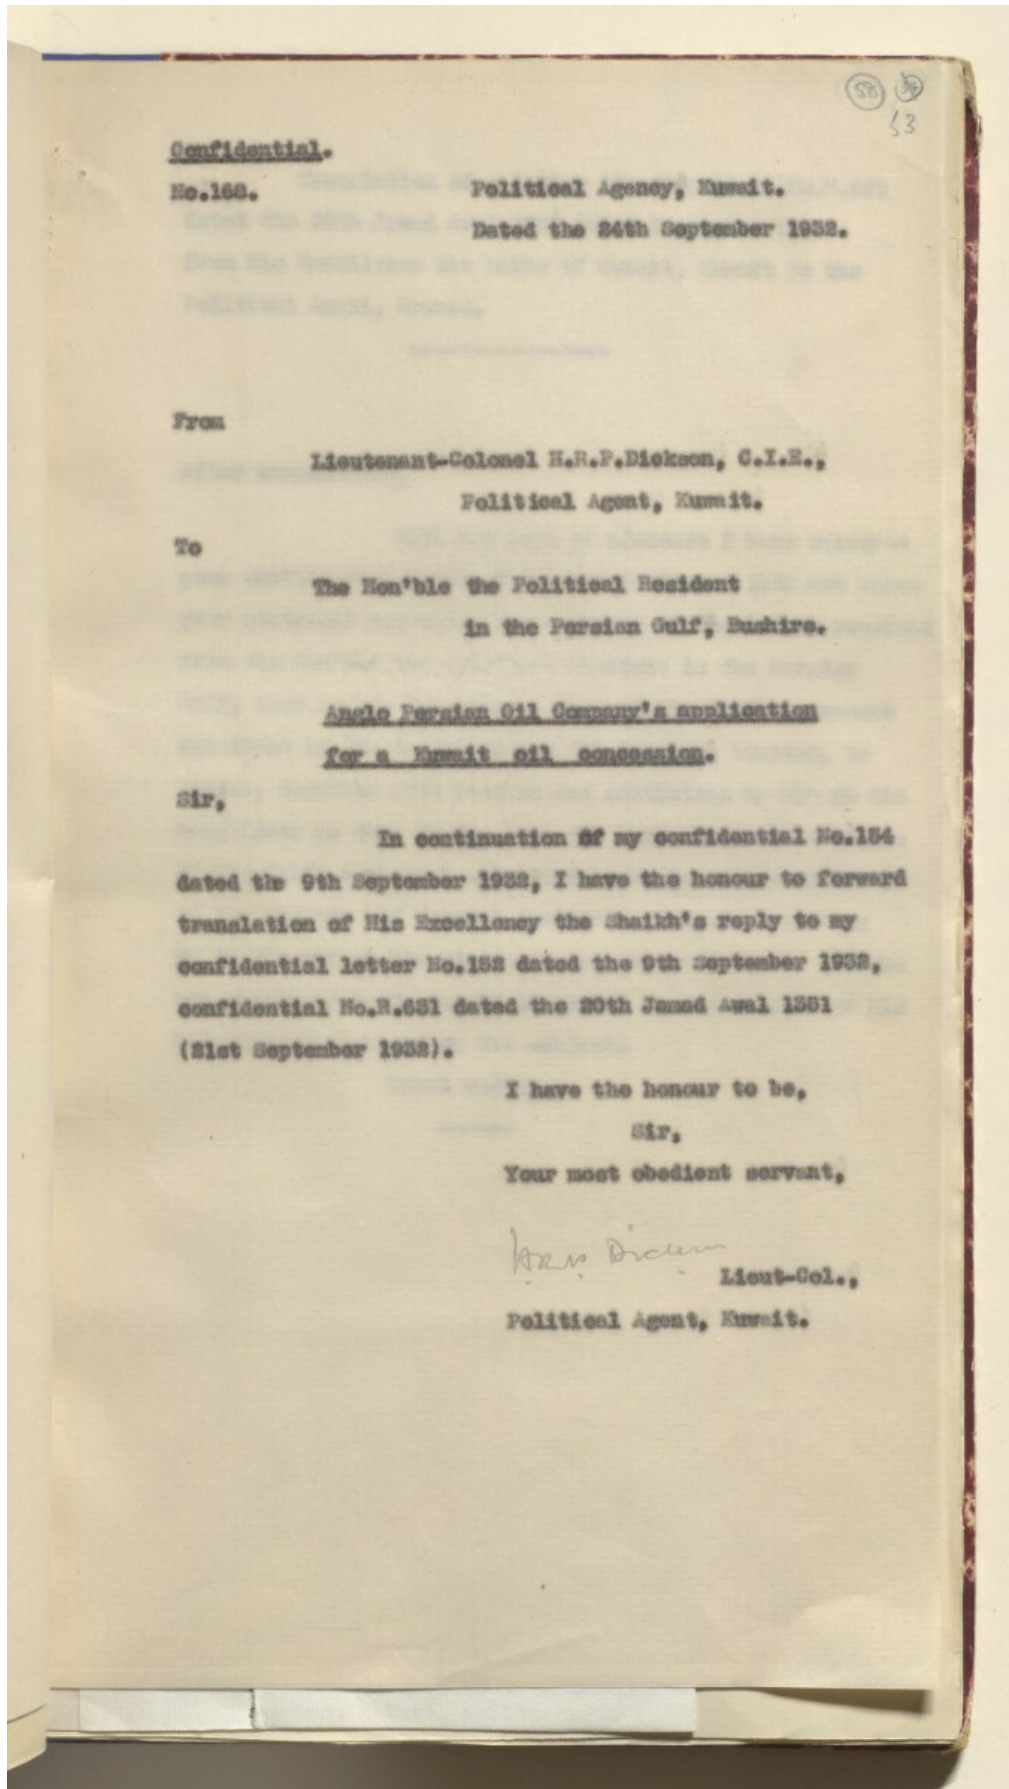 58
53
Confidential.
No.168. Political Agency, Kuwait.
Dated the 24th September 1932.
From
Lieutenant-Colonel H.R.P.Dickson, C.I.E.,
Political Agent, Kuwait.
To
The Hon'ble the Political Resident
in the Persian Gulf, Bushire.
Anglo Persian Oil Company's application
for a Kuwait oil concession.
Sir,
In continuation of my confidential No.154
dated the 9th September 1932, I have the honour to forward
translation of His Excellency the Shaikh's reply to my
confidential letter No.152 dated the 9th September 1932,
confidential No.R.631 dated the 20th Jamad Awal 1351
(21st September 1932).
I have the honour to be,
Sir,
Your most obedient servant,
HRP Dickson
Lieut-Col.,
Political Agent, Kuwait.